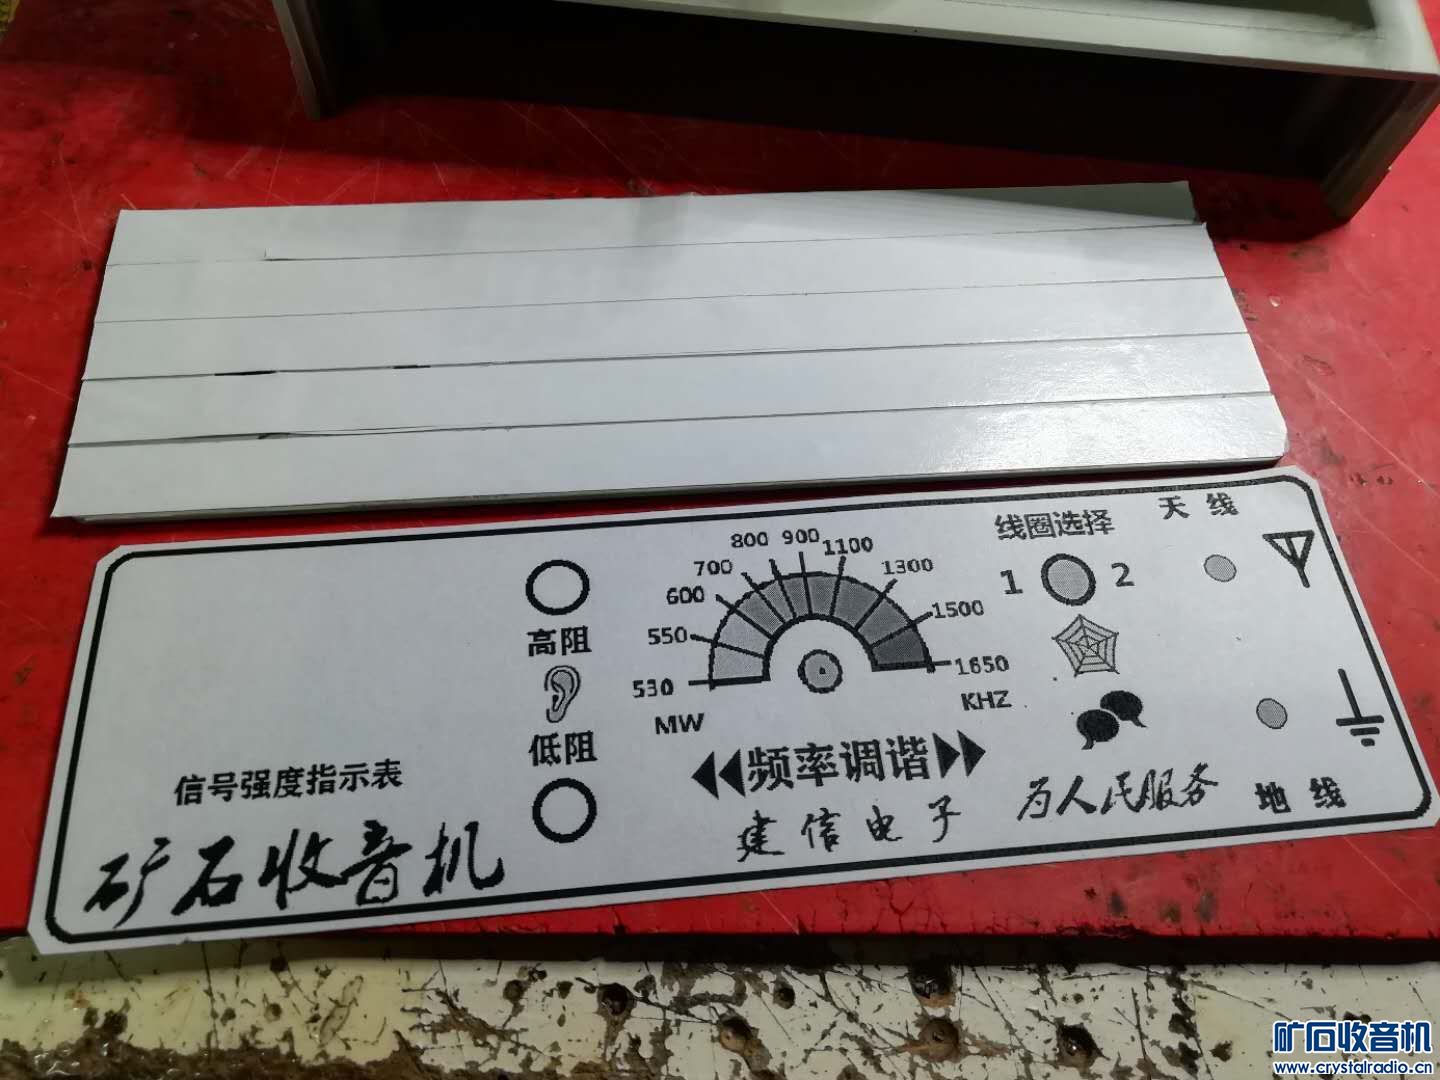 天 线
线圈选择
1 2
800 900 1100
700 1300
600
550 1500
530 1650
MW KHZ
高阻
低阻
频率调谐
信号强度指示表
地 线
矿石收音机
建信电子
为人民服务
矿石收音机
www.crystalradio.cn